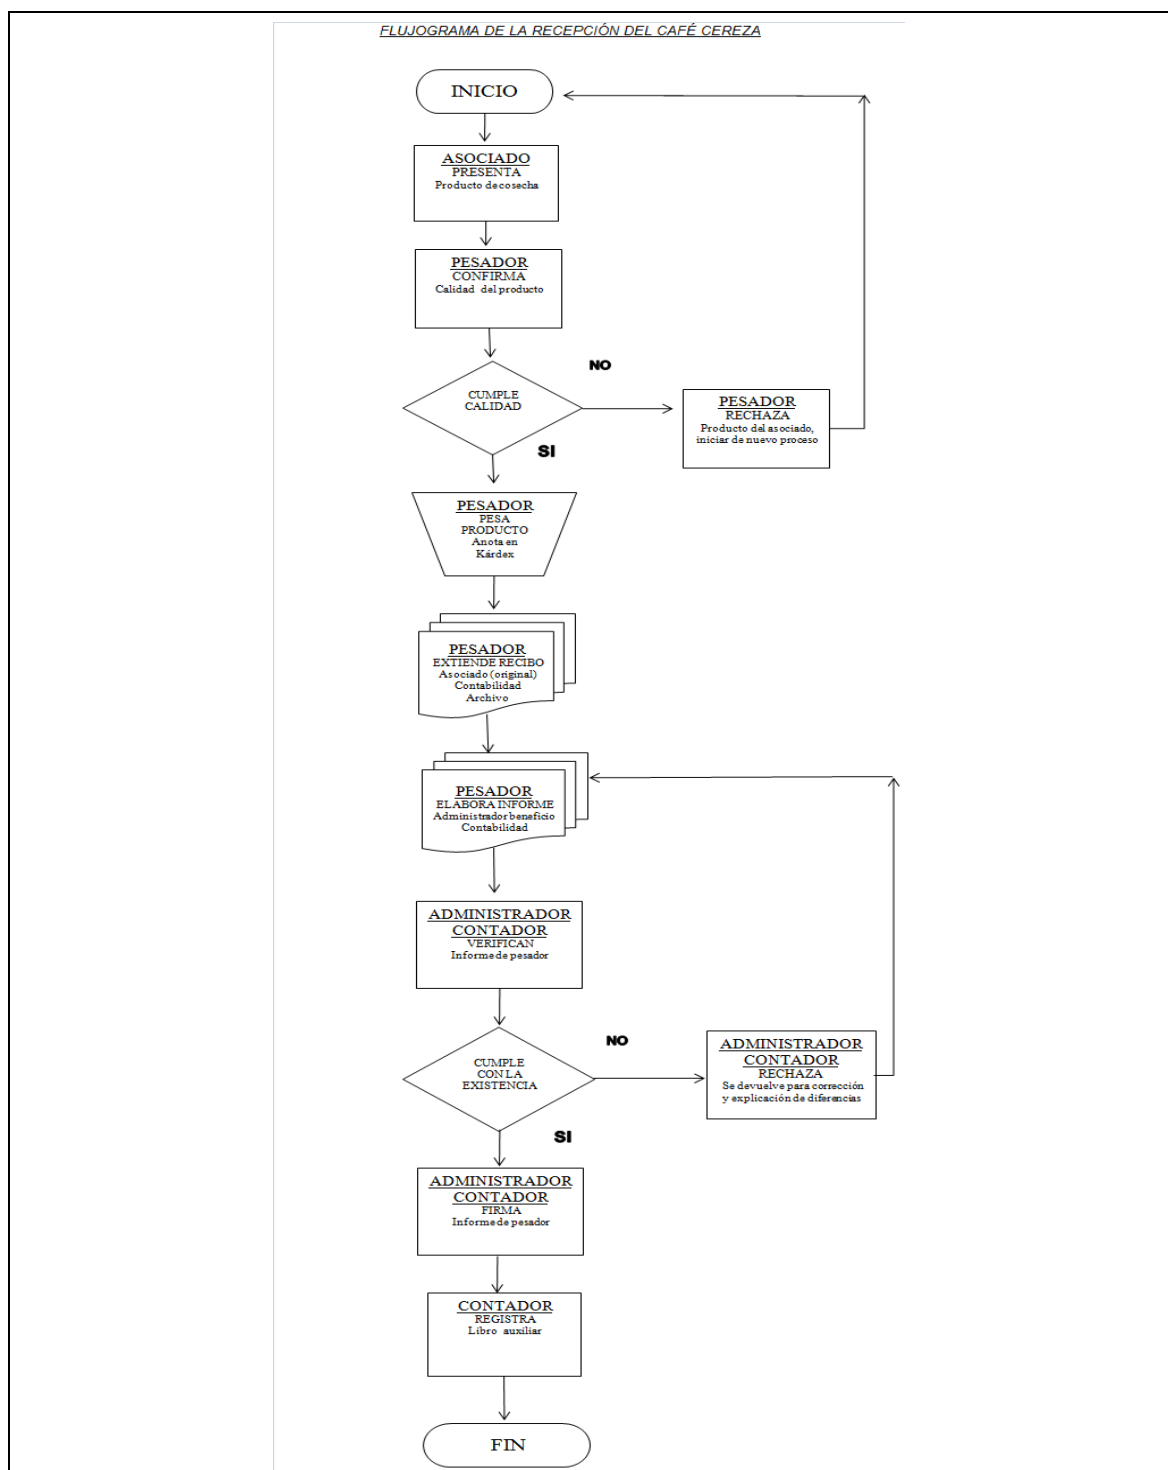 FLUJOGRAMA DE LA RECEPCIÓN DEL CAFÉ CEREZA
INICIO
ASOCIADO
PRESENTA
Producto de cosecha
PESADOR
CONFIRMA
Calidad del producto
CUMPLE
CALIDAD
NO
PESADOR
RECHAZA
Producto del asociado,
iniciar de nuevo proceso
SI
PESADOR
PESA
PRODUCTO
Anota en
Kárdex
PESADOR
EXTIENDE RECIBO
Asociado (original)
Contabilidad
Archivo
PESADOR
ELABORA INFORME
Administrador beneficio
Contabilidad
ADMINISTRADOR
CONTADOR
VERIFICAN
Informe de pesador
CUMPLE
CON LA
EXISTENCIA
NO
ADMINISTRADOR
CONTADOR
RECHAZA
Se devuelve para corrección
y explicación de diferencias
SI
ADMINISTRADOR
CONTADOR
FIRMA
Informe de pesador
CONTADOR
REGISTRA
Libro auxiliar
FIN